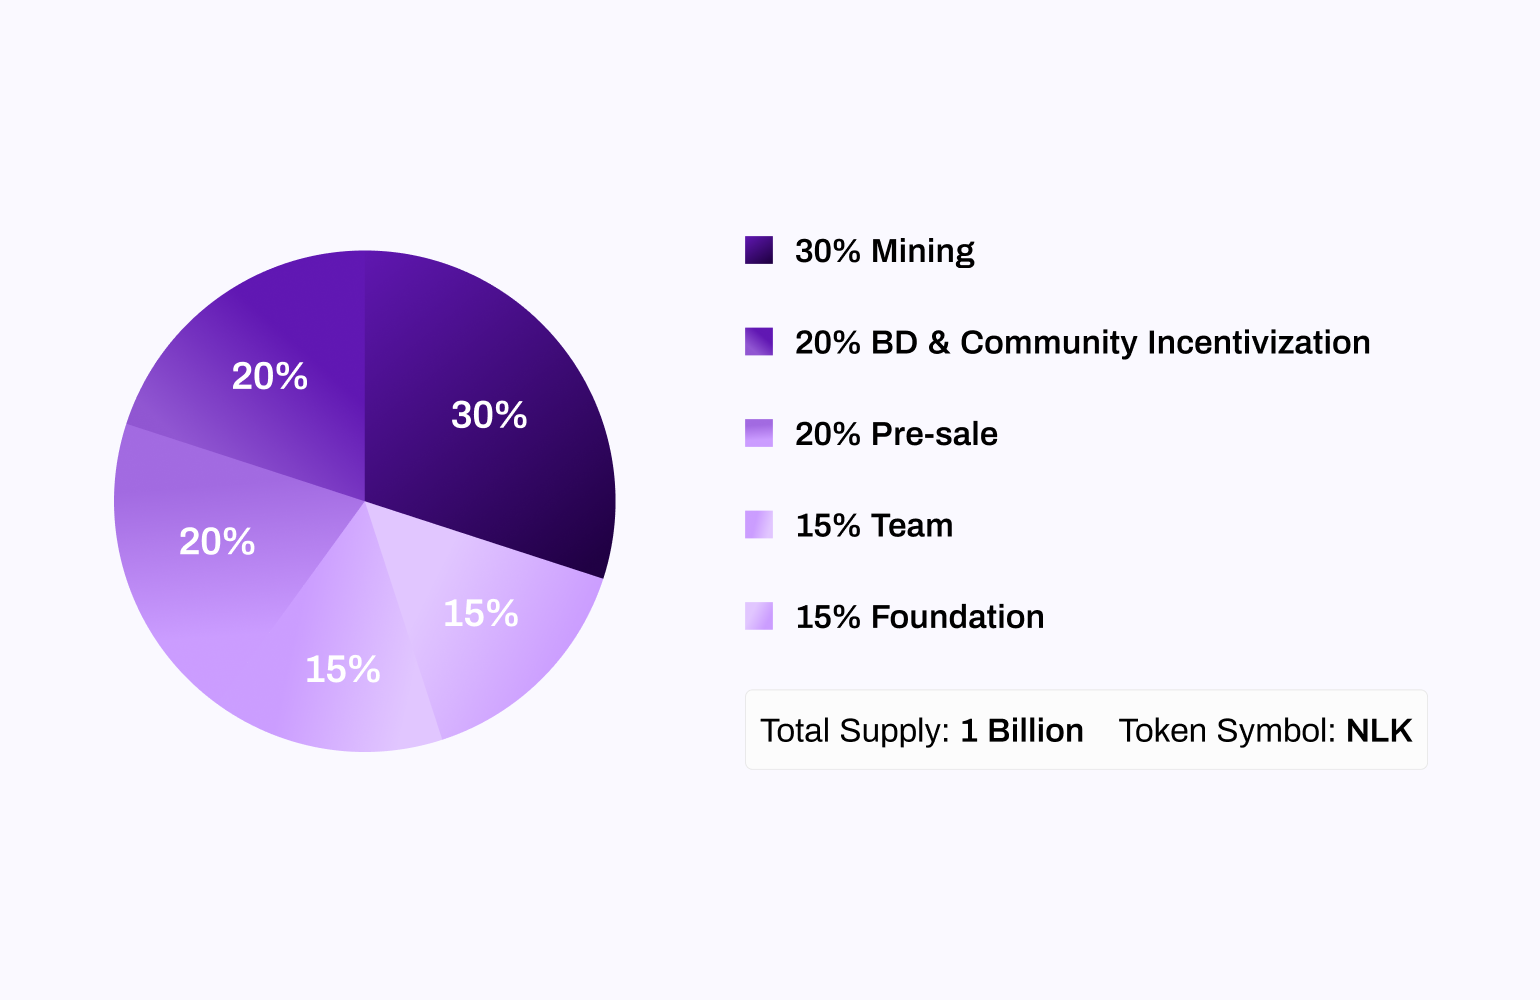 20%
30%
20%
15%
15%
30% Mining
20% BD & Community Incentivization
20% Pre-sale
15% Team
15% Foundation
Total Supply: 1 Billion Token Symbol: NLK